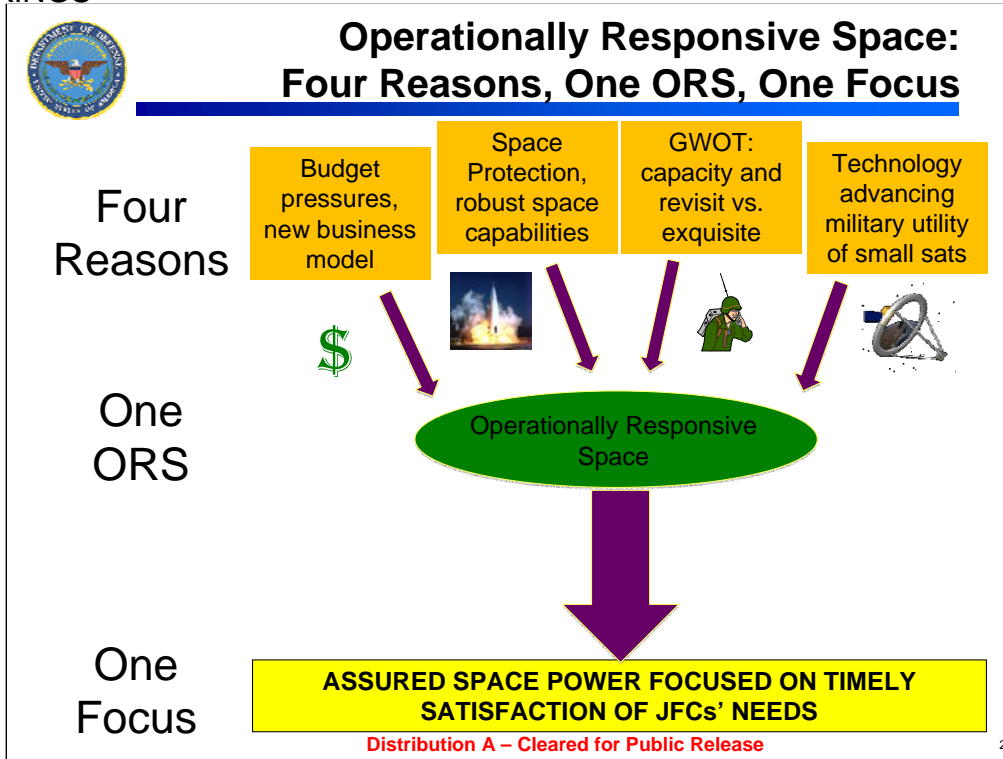 Operationally Responsive Space:
Four Reasons, One ORS, One Focus
Four
Reasons
Budget
pressures,
new business
model
Space
Protection,
robust space
capabilities
GWOT:
capacity and
revisit vs.
exquisite
Technology
advancing
military utility
of small sats
$
One
ORS
Operationally Responsive
Space
One
Focus
ASSURED SPACE POWER FOCUSED ON TIMELY
SATISFACTION OF JFCs' NEEDS
Distribution A – Cleared for Public Release
2